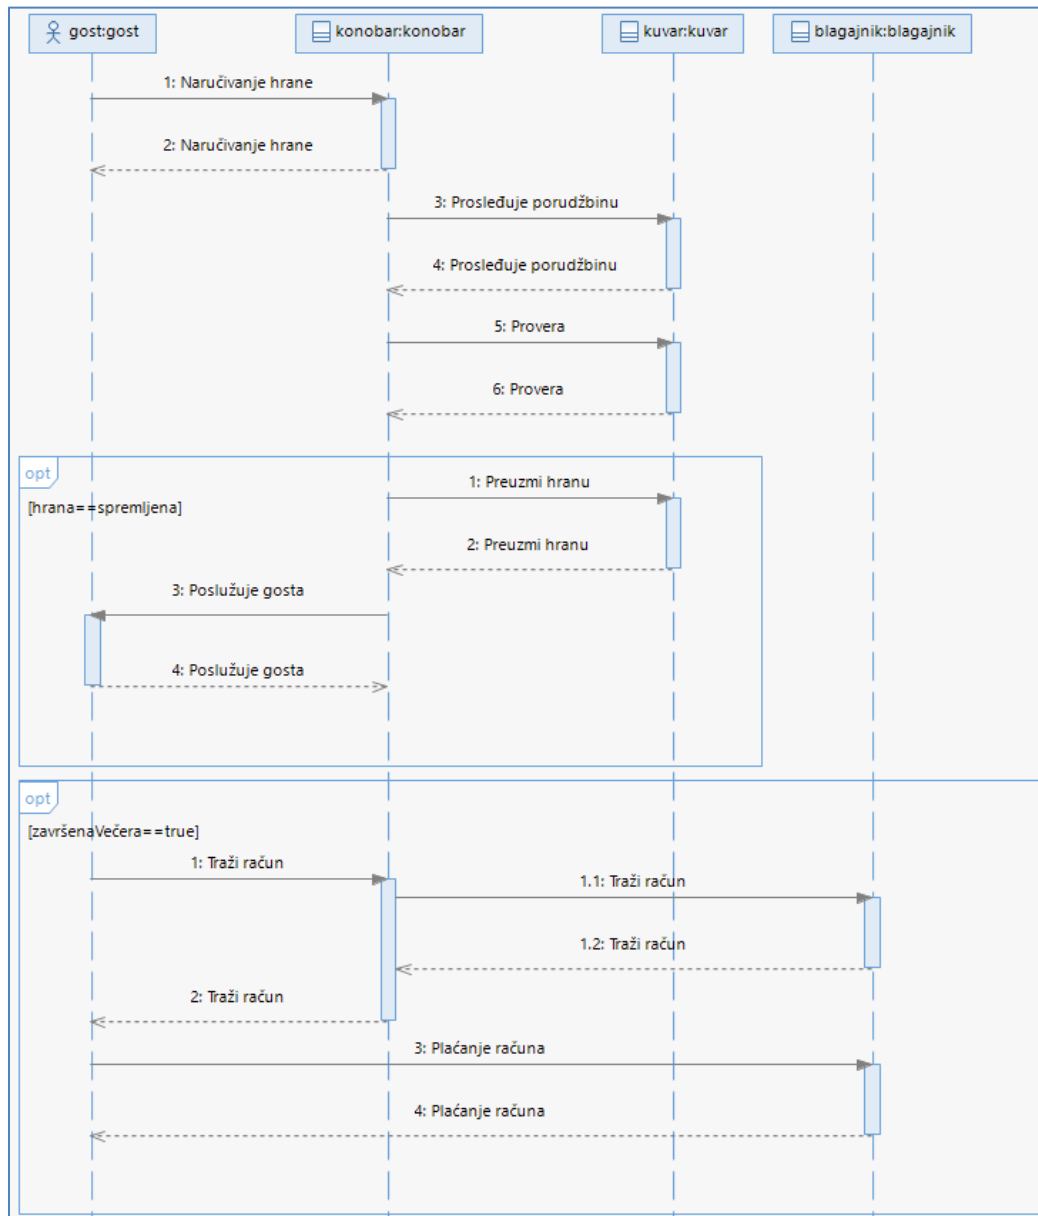 gost:gost
konobar:konobar
kuvar:kuvar
blagajnik:blagajnik
1: Naručivanje hrane
2: Naručivanje hrane
3: Prosleđuje porudžbinu
4: Prosleđuje porudžbinu
5: Provera
6: Provera
opt
[hrana==spremljena]
1: Preuzmi hranu
2: Preuzmi hranu
3: Poslužuje gosta
4: Poslužuje gosta
opt
[završenaVečera==true]
1: Traži račun
1.1: Traži račun
1.2: Traži račun
2: Traži račun
3: Plaćanje računa
4: Plaćanje računa